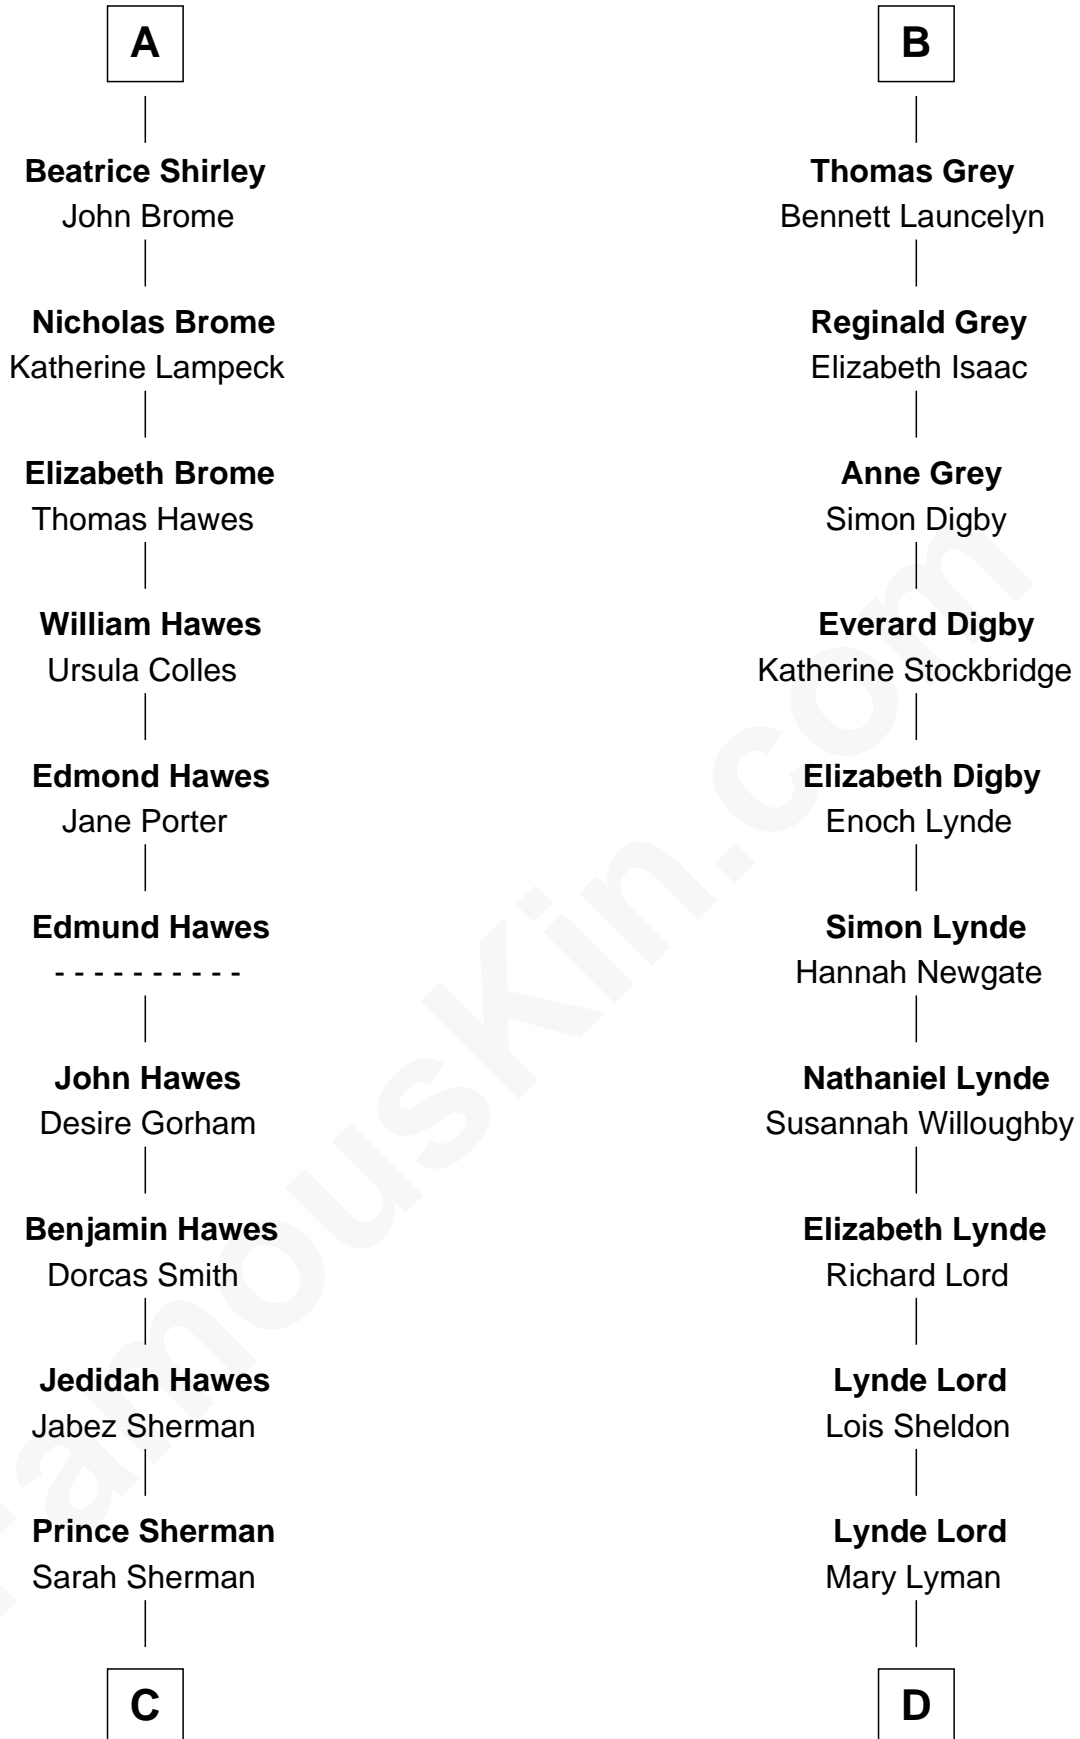 A
Beatrice Shirley
John Brome
Nicholas Brome
Katherine Lampeck
Elizabeth Brome
Thomas Hawes
William Hawes
Ursula Colles
Edmond Hawes
Jane Porter
Edmund Hawes
- - - - - - - - - -
John Hawes
Desire Gorham
Benjamin Hawes
Dorcas Smith
Jedidah Hawes
Jabez Sherman
Prince Sherman
Sarah Sherman
C
B
Thomas Grey
Bennett Launcelyn
Reginald Grey
Elizabeth Isaac
Anne Grey
Simon Digby
Everard Digby
Katherine Stockbridge
Elizabeth Digby
Enoch Lynde
Simon Lynde
Hannah Newgate
Nathaniel Lynde
Susannah Willoughby
Elizabeth Lynde
Richard Lord
Lynde Lord
Lois Sheldon
Lynde Lord
Mary Lyman
D
FamousKin.com